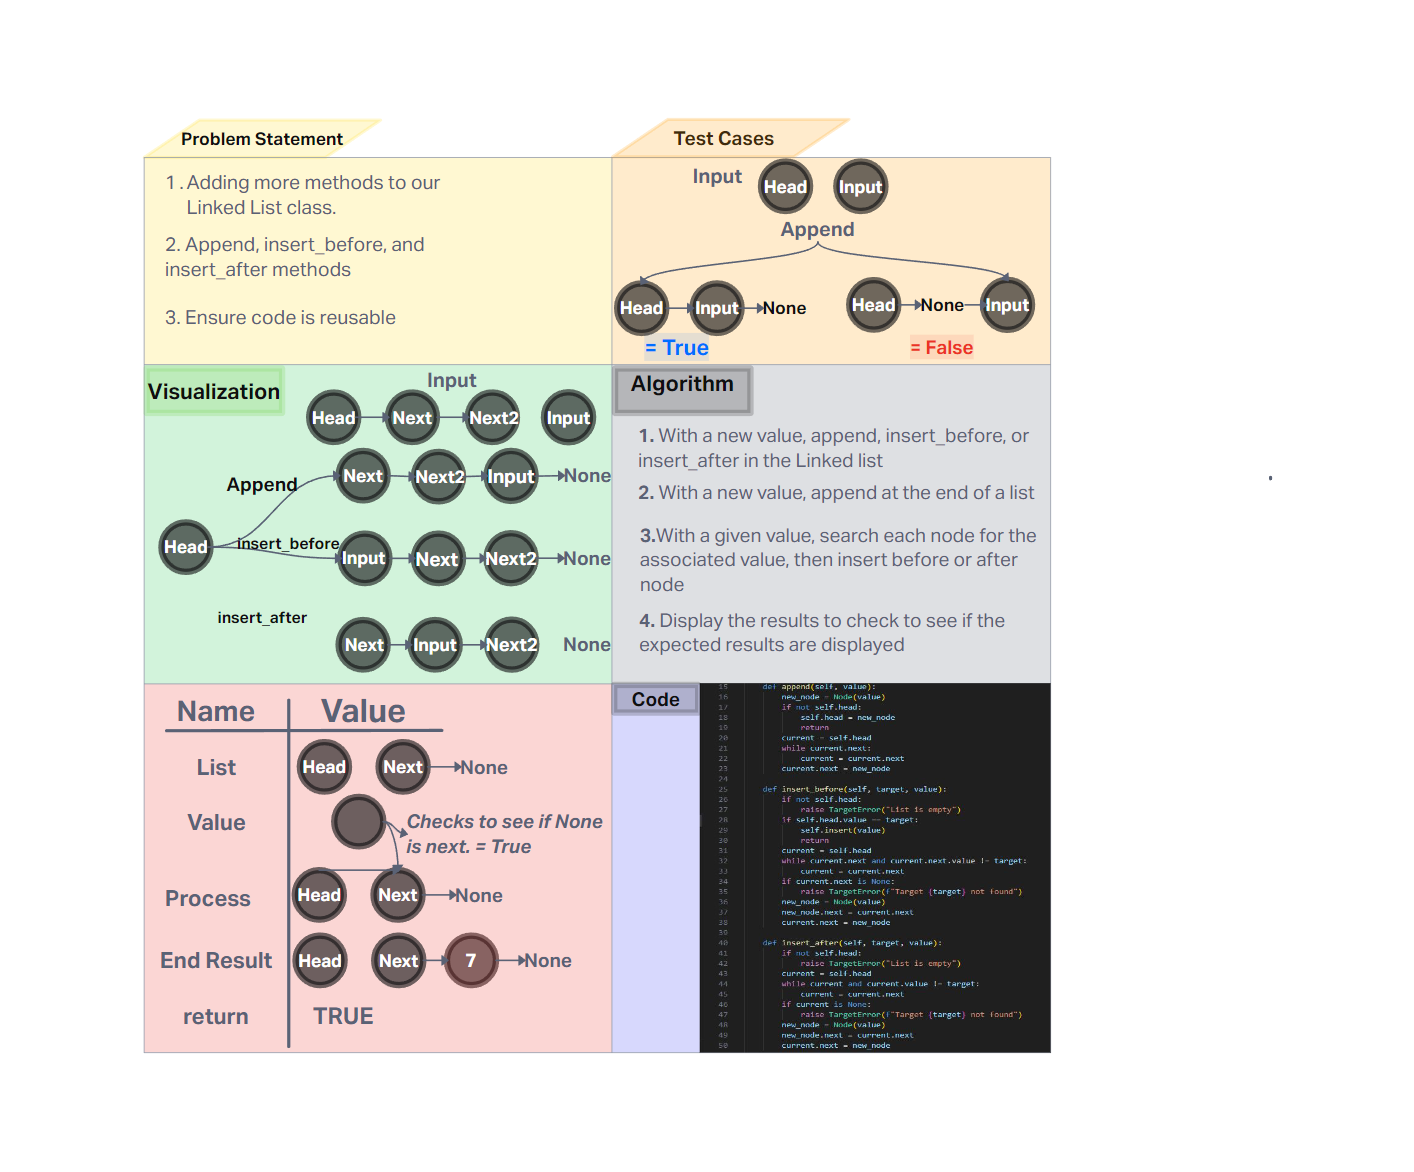 Problem Statement
1. Adding more methods to our
Linked List class.
2. Append, insert_before, and
insert_after methods
3. Ensure code is reusable
Test Cases
Input
Head
Input
Append
Head
Input
None
Head
None
Input
= True
= False
Visualization
Input
Head
Next
Next2
Input
Append
Next
Next2
Input
None
Head
insert_before
Input
Next
Next2
None
insert_after
Next
Input
Next2
None
Algorithm
1. With a new value, append, insert_before, or
insert_after in the Linked list
2. With a new value, append at the end of a list
3.With a given value, search each node for the
associated value, then insert before or after
node
4. Display the results to check to see if the
expected results are displayed
Name
Value
List
Head
Next
None
Value
Checks to see if None
is next. = True
Process
Head
Next
None
End Result
Head
Next
7
None
return
TRUE
Code
15 def append(self, value):
16 new_node = Node(value)
17 if not self.head:
18 self.head = new_node
19 return
20 current = self.head
21 while current.next:
22 current = current.next
23 current.next = new_node
24
25 def insert_before(self, target, value):
26 if not self.head:
27 raise TargetError("List is empty")
28 if self.head.value == target:
29 self.insert(value)
30 return
31 current = self.head
32 while current.next and current.next.value != target:
33 current = current.next
34 if current.next is None:
35 raise TargetError(f"Target {target} not found")
36 new_node = Node(value)
37 new_node.next = current.next
38 current.next = new_node
39
40 def insert_after(self, target, value):
41 if not self.head:
42 raise TargetError("List is empty")
43 current = self.head
44 while current and current.value != target:
45 current = current.next
46 if current is None:
47 raise TargetError(f"Target {target} not found")
48 new_node = Node(value)
49 new_node.next = current.next
50 current.next = new_node